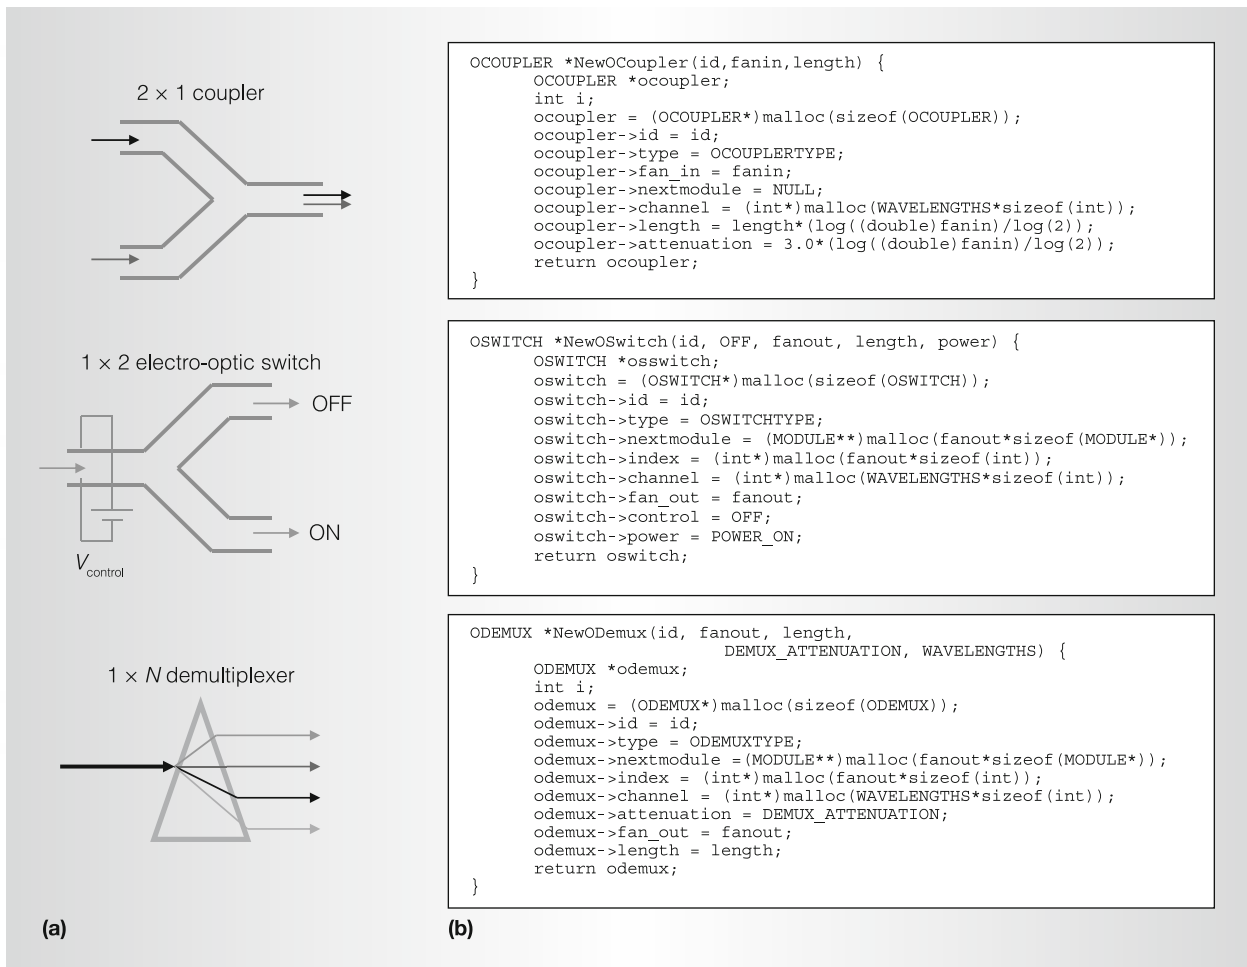 2 × 1 coupler
1 × 2 electro-optic switch
OFF
ON
Vcontrol
1 × N demultiplexer
(a)
OCOUPLER *NewOCoupler(id,fanin,length) {
OCOUPLER *ocoupler;
int i;
ocoupler = (OCOUPLER*)malloc(sizeof(OCOUPLER));
ocoupler->id = id;
ocoupler->type = OCOUPLERTYPE;
ocoupler->fan_in = fanin;
ocoupler->nextmodule = NULL;
ocoupler->channel = (int*)malloc(WAVELENGTHS*sizeof(int));
ocoupler->length = length*(log((double)fanin)/log(2));
ocoupler->attenuation = 3.0*(log((double)fanin)/log(2));
return ocoupler;
}
OSWITCH *NewOSwitch(id, OFF, fanout, length, power) {
OSWITCH *osswitch;
oswitch = (OSWITCH*)malloc(sizeof(OSWITCH));
oswitch->id = id;
oswitch->type = OSWITCHTYPE;
oswitch->nextmodule = (MODULE**)malloc(fanout*sizeof(MODULE*));
oswitch->index = (int*)malloc(fanout*sizeof(int));
oswitch->channel = (int*)malloc(WAVELENGTHS*sizeof(int));
oswitch->fan_out = fanout;
oswitch->control = OFF;
oswitch->power = POWER_ON;
return oswitch;
}
ODEMUX *NewODemux(id, fanout, length,
DEMUX_ATTENUATION, WAVELENGTHS) {
ODEMUX *odemux;
int i;
odemux = (ODEMUX*)malloc(sizeof(ODEMUX));
odemux->id = id;
odemux->type = ODEMUXTYPE;
odemux->nextmodule =(MODULE**)malloc(fanout*sizeof(MODULE*));
odemux->index = (int*)malloc(fanout*sizeof(int));
odemux->channel = (int*)malloc(WAVELENGTHS*sizeof(int));
odemux->attenuation = DEMUX_ATTENUATION;
odemux->fan_out = fanout;
odemux->length = length;
return odemux;
}
(b)